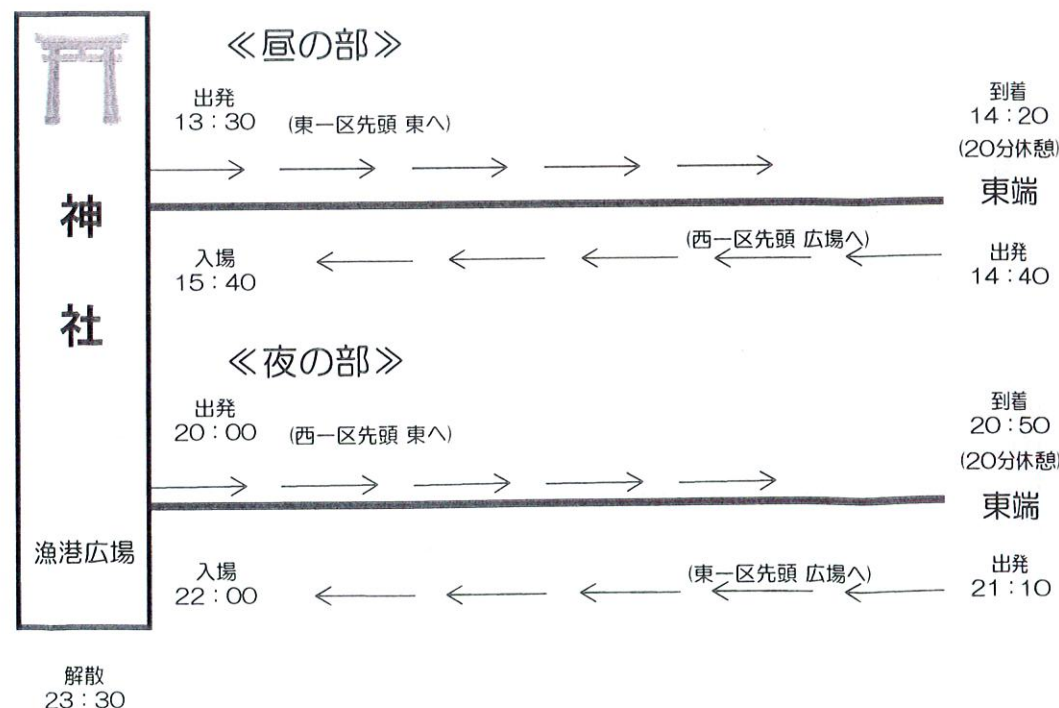 ≪昼の部≫
出発
13：30
(東一区先頭 東へ)
到着
14：20
(20分休憩)
東端
(西一区先頭 広場へ)
入場
15：40
出発
14：40
神
社
≪夜の部≫
出発
20：00
(西一区先頭 東へ)
到着
20：50
(20分休憩)
東端
漁港広場
入場
22：00
(東一区先頭 広場へ)
出発
21：10
解散
23：30